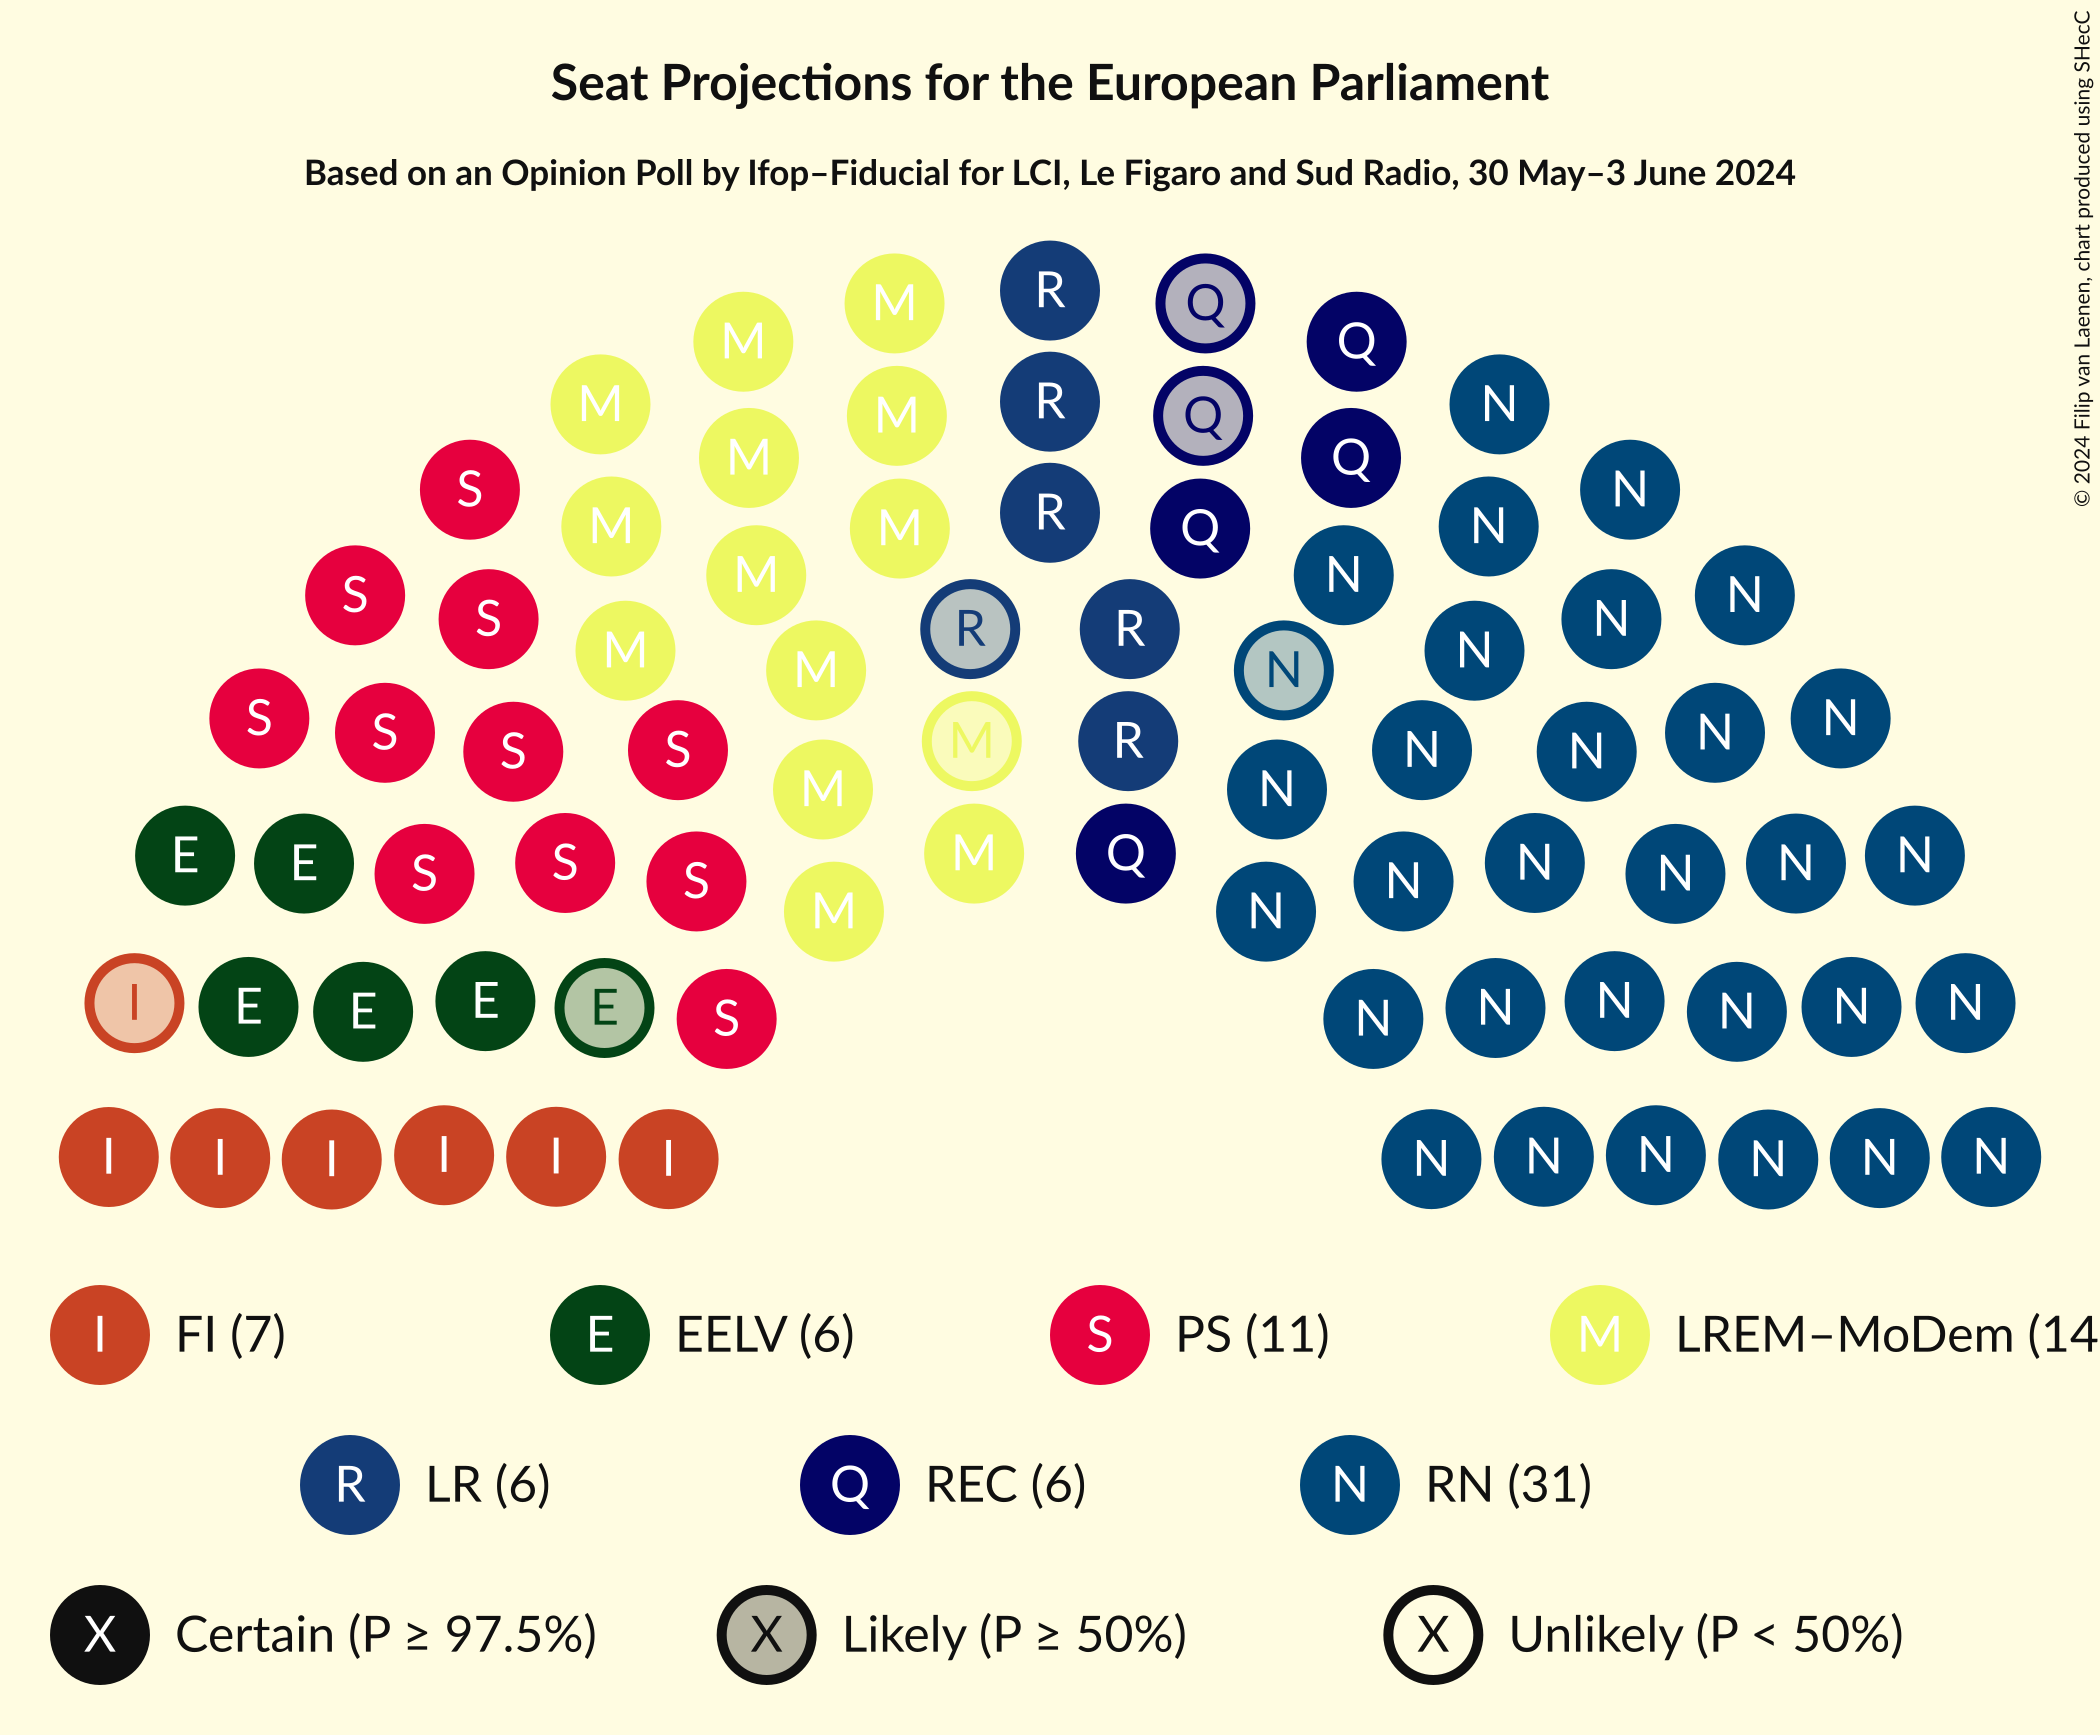 Seat Projections for the European Parliament
Based on an Opinion Poll by Ifop–Fiducial for LCI, Le Figaro and Sud Radio, 30 May–3 June 2024
© 2024 Filip van Laenen, chart produced using SHecC
M R Q
M Q
M M R Q N
S M Q N
M M R Q N
S M N N
S M R R N N
M N
S S S S M R N N N N
M N
E E S S S M Q N N N N N
M N
I E E E E S N N N N N N
I I I I I I N N N N N N
I FI (7) E EELV (6) S PS (11) M LREM–MoDem (14
R LR (6) Q REC (6) N RN (31)
X Certain (P ≥ 97.5%) X Likely (P ≥ 50%) X Unlikely (P < 50%)